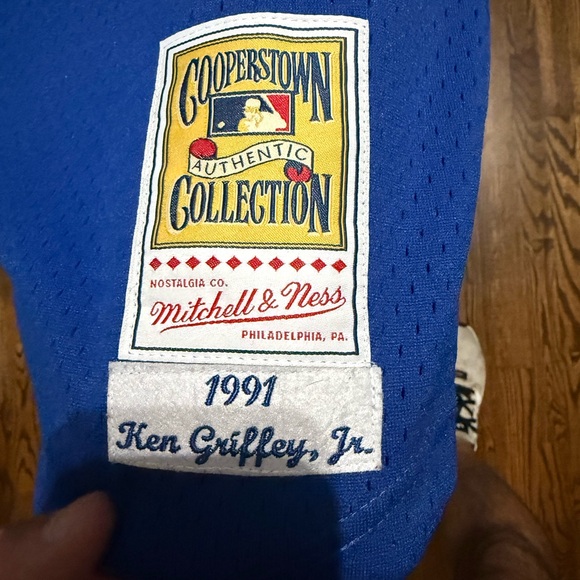 COOPERSTOWN
AUTHENTIC
COLLECTION
NOSTALGIA CO.
Mitchell & Ness
PHILADELPHIA, PA.
1991
Ken Griffey, Jr.